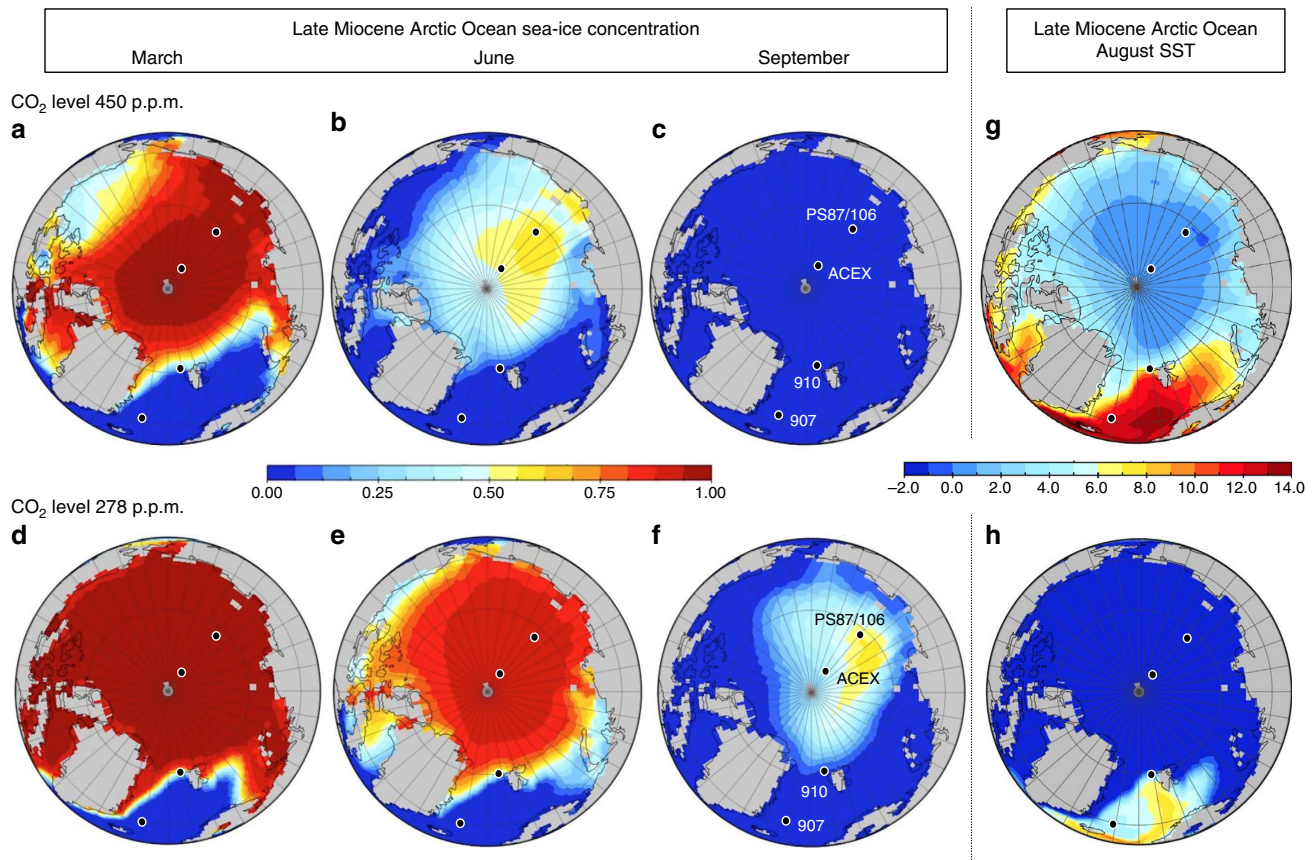 Late Miocene Arctic Ocean sea-ice concentration
March June September
Late Miocene Arctic Ocean
August SST
CO₂ level 450 p.p.m.
a b c g
PS87/106
ACEX
910
907
0.00 0.25 0.50 0.75 1.00
–2.0 0.0 2.0 4.0 6.0 8.0 10.0 12.0 14.0
CO₂ level 278 p.p.m.
d e f h
PS87/106
ACEX
910
907